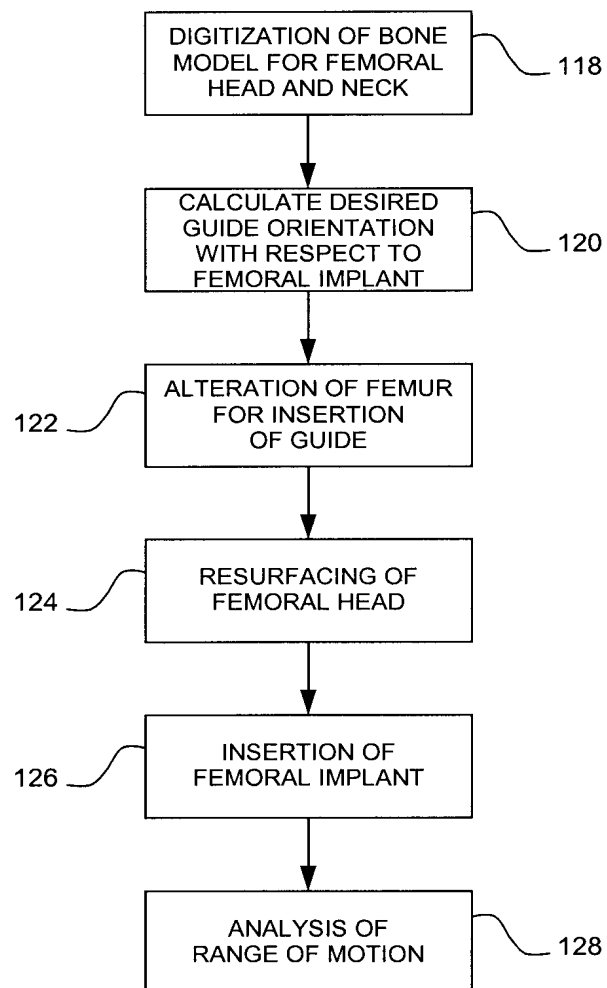 DIGITIZATION OF BONE
MODEL FOR FEMORAL
HEAD AND NECK
118
CALCULATE DESIRED
GUIDE ORIENTATION
WITH RESPECT TO
FEMORAL IMPLANT
120
ALTERATION OF FEMUR
FOR INSERTION
OF GUIDE
122
RESURFACING OF
FEMORAL HEAD
124
INSERTION OF
FEMORAL IMPLANT
126
ANALYSIS OF
RANGE OF MOTION
128